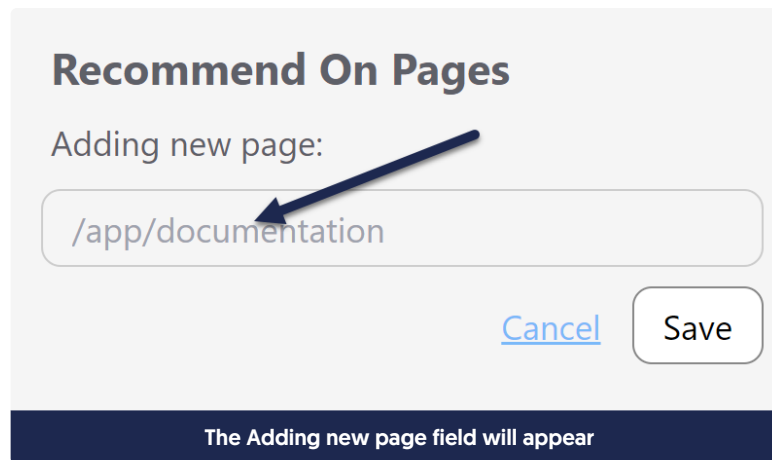 Recommend On Pages
Adding new page:
/app/documentation
Cancel Save
The Adding new page field will appear